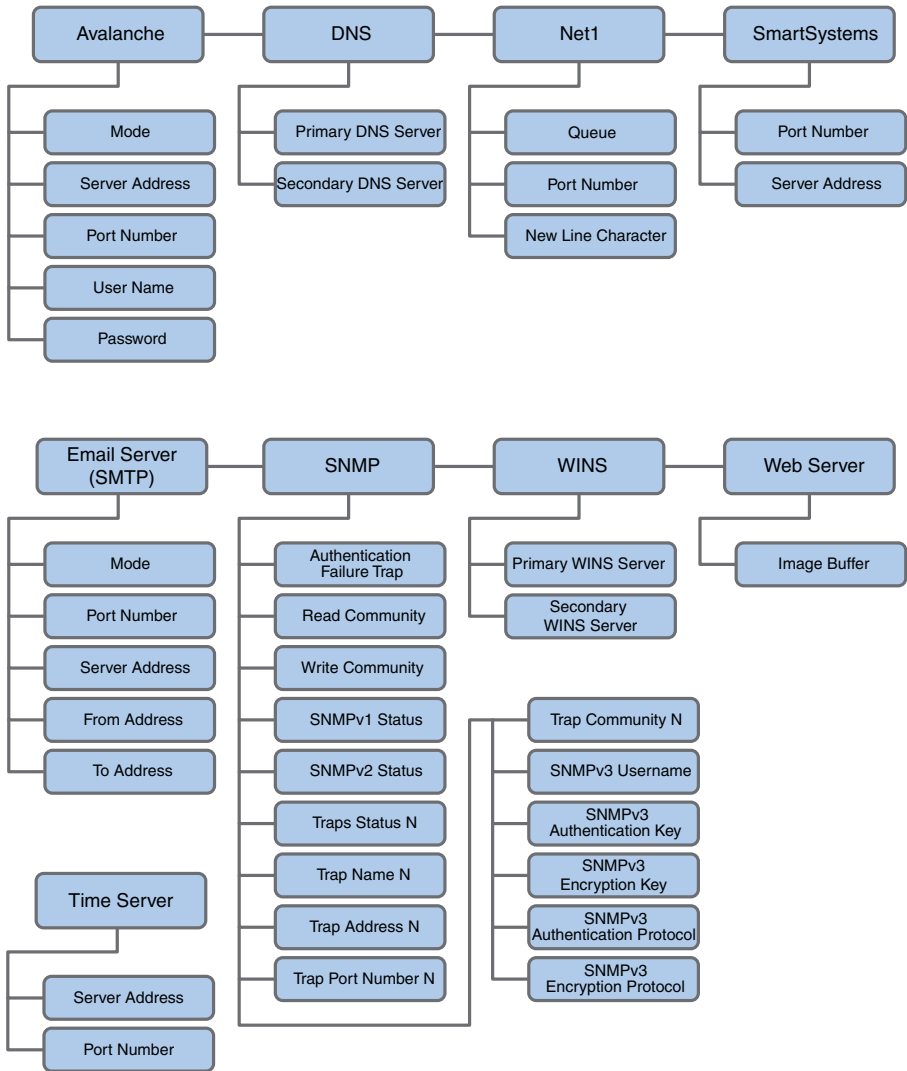 Avalanche
DNS
Net1
SmartSystems
Mode
Server Address
Port Number
User Name
Password
Primary DNS Server
Secondary DNS Server
Queue
Port Number
New Line Character
Port Number
Server Address
Email Server
(SMTP)
SNMP
WINS
Web Server
Mode
Port Number
Server Address
From Address
To Address
Authentication
Failure Trap
Read Community
Write Community
SNMPv1 Status
SNMPv2 Status
Traps Status N
Trap Name N
Trap Address N
Trap Port Number N
Trap Community N
SNMPv3 Username
SNMPv3
Authentication Key
SNMPv3
Encryption Key
SNMPv3
Authentication Protocol
SNMPv3
Encryption Protocol
Primary WINS Server
Secondary
WINS Server
Image Buffer
Time Server
Server Address
Port Number